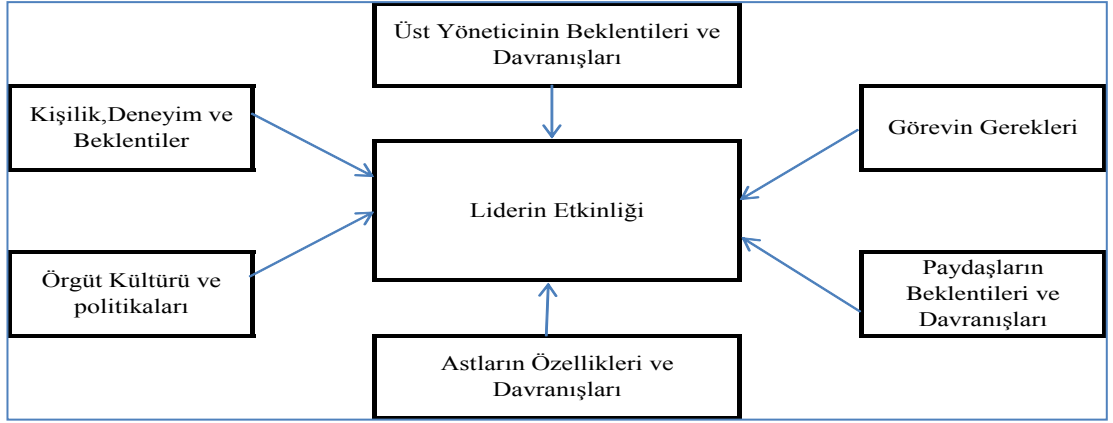 Üst Yöneticinin Beklentileri ve
Davranışları
Kişilik,Deneyim ve
Beklentiler
Görevin Gerekleri
Liderin Etkinliği
Örgüt Kültürü ve
politikaları
Paydaşların
Beklentileri ve
Davranışları
Astların Özellikleri ve
Davranışları